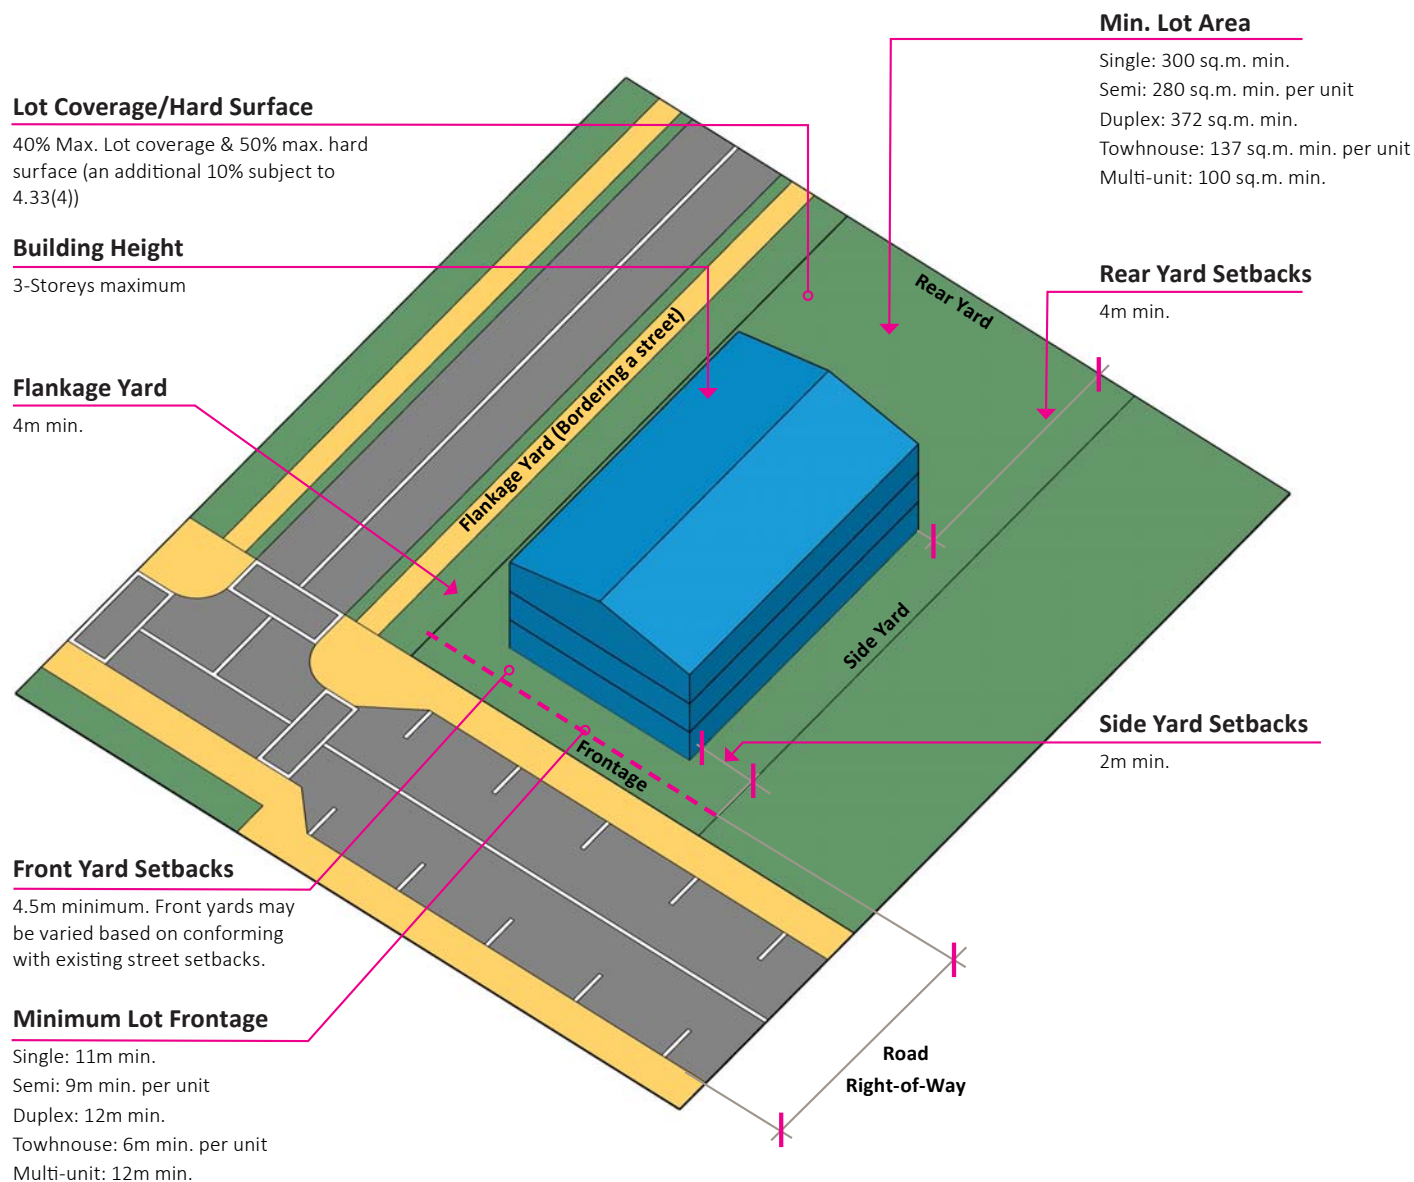 Min. Lot Area
Single: 300 sq.m. min.
Semi: 280 sq.m. min. per unit
Duplex: 372 sq.m. min.
Towhnouse: 137 sq.m. min. per unit
Multi-unit: 100 sq.m. min.
Lot Coverage/Hard Surface
40% Max. Lot coverage & 50% max. hard
surface (an additional 10% subject to
4.33(4))
Building Height
3-Storeys maximum
Rear Yard
Rear Yard Setbacks
4m min.
Flankage Yard
4m min.
Flankage Yard (Bordering a street)
Side Yard
Side Yard Setbacks
2m min.
Frontage
Front Yard Setbacks
4.5m minimum. Front yards may
be varied based on conforming
with existing street setbacks.
Minimum Lot Frontage
Single: 11m min.
Semi: 9m min. per unit
Duplex: 12m min.
Towhnouse: 6m min. per unit
Multi-unit: 12m min.
Road
Right-of-Way